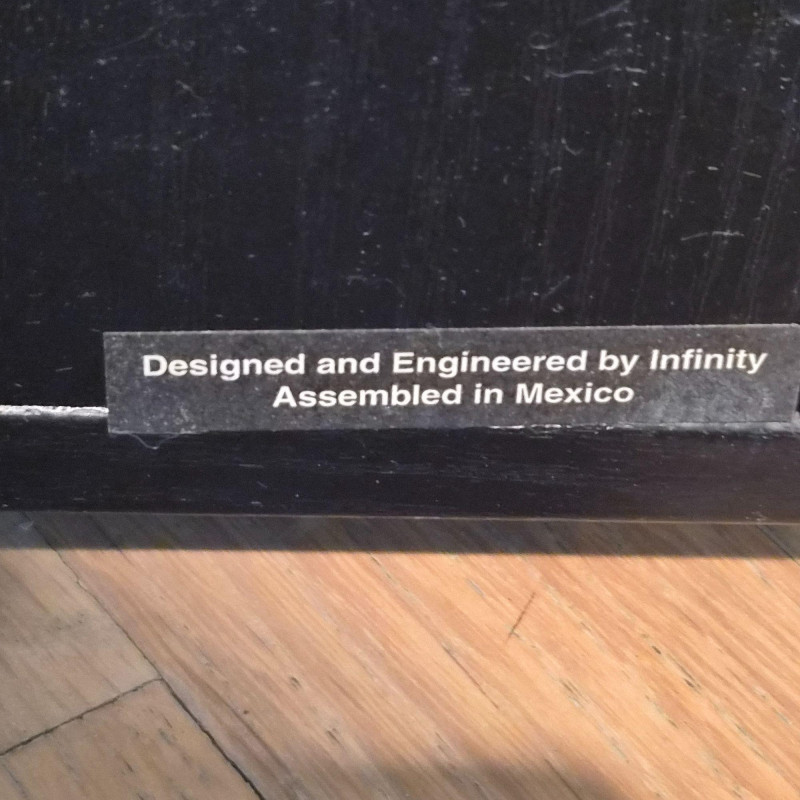 Designed and Engineered by Infinity
Assembled in Mexico